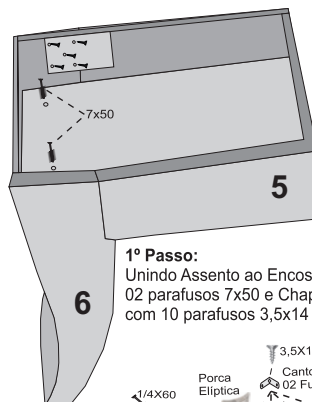 7x50
5
6
1º Passo:
Unindo Assento ao Encos
02 parafusos 7x50 e Chap
com 10 parafusos 3,5x14
3,5X1
Canto
02 Fu
Porca
Elíptica
1/4X60